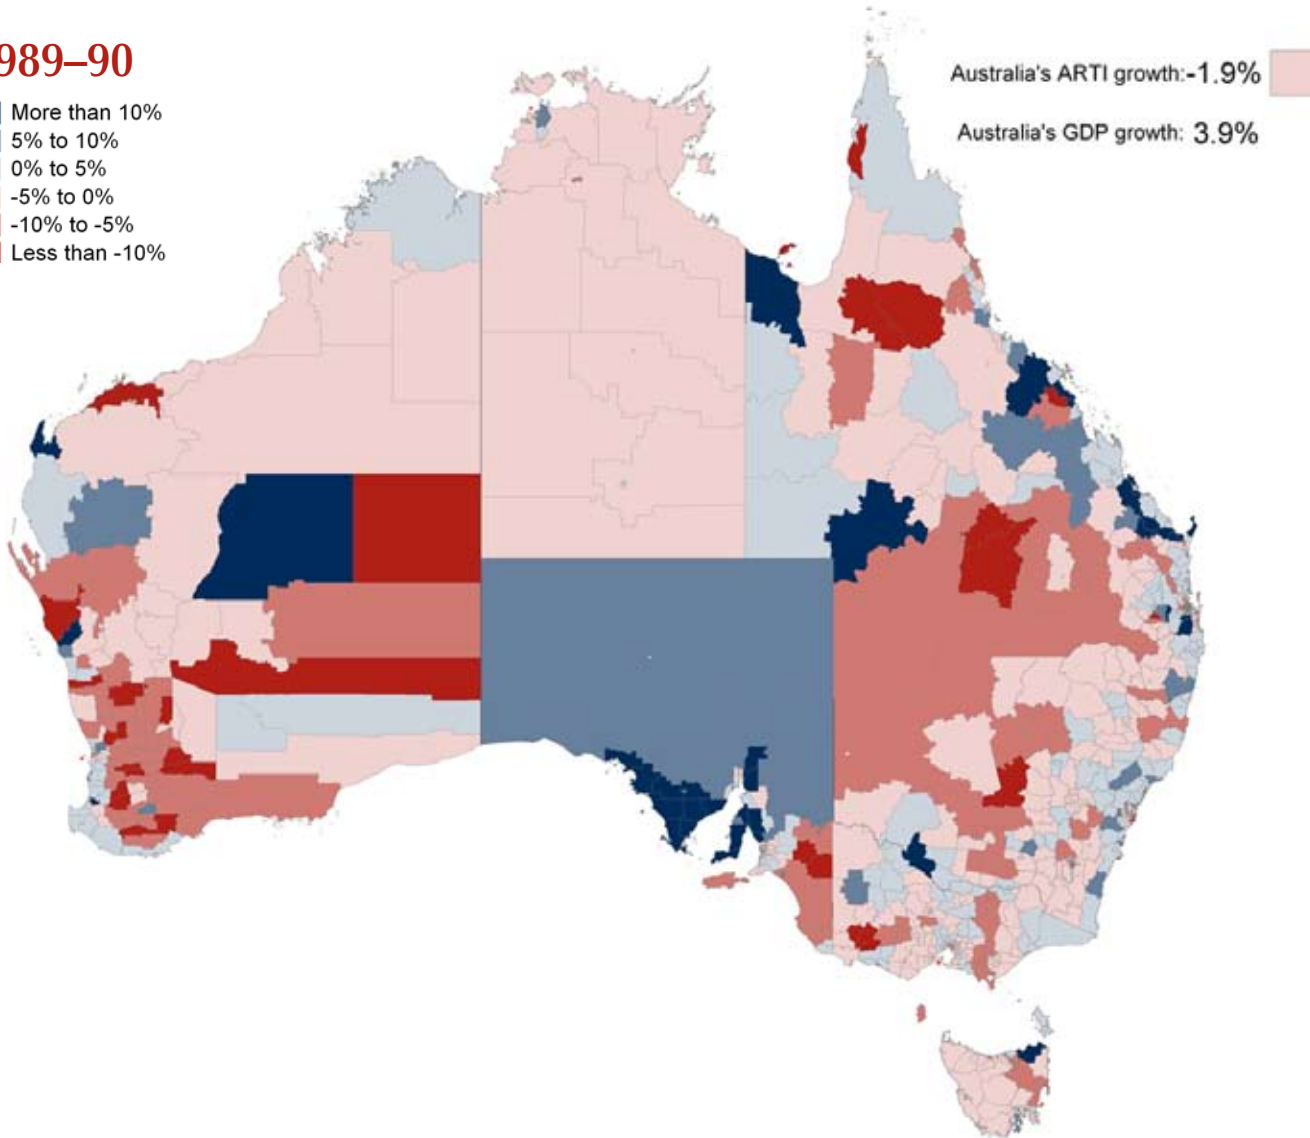 989–90
More than 10%
5% to 10%
0% to 5%
-5% to 0%
-10% to -5%
Less than -10%
Australia's ARTI growth:-1.9%
Australia's GDP growth: 3.9%